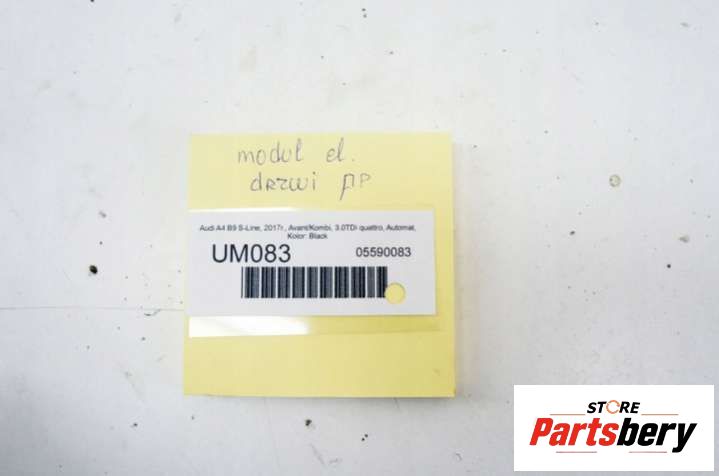 moduł el.
drzwi PP
Audi A4 B9 S-Line, 2017r., Avant/Kombi, 3.0TDi quattro, Automat,
Kolor: Black
UM083 05590083
STORE
Partsbery